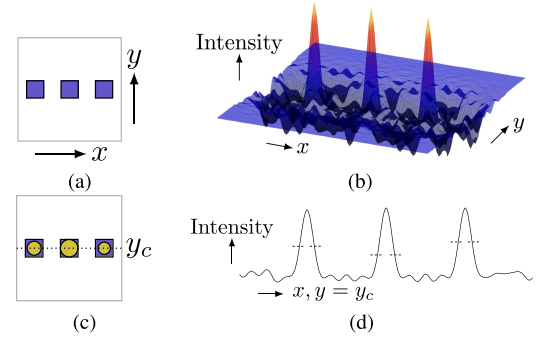 y
x
(a)
Intensity
x
y
(b)
y_c
(c)
Intensity
x, y = y_c
(d)